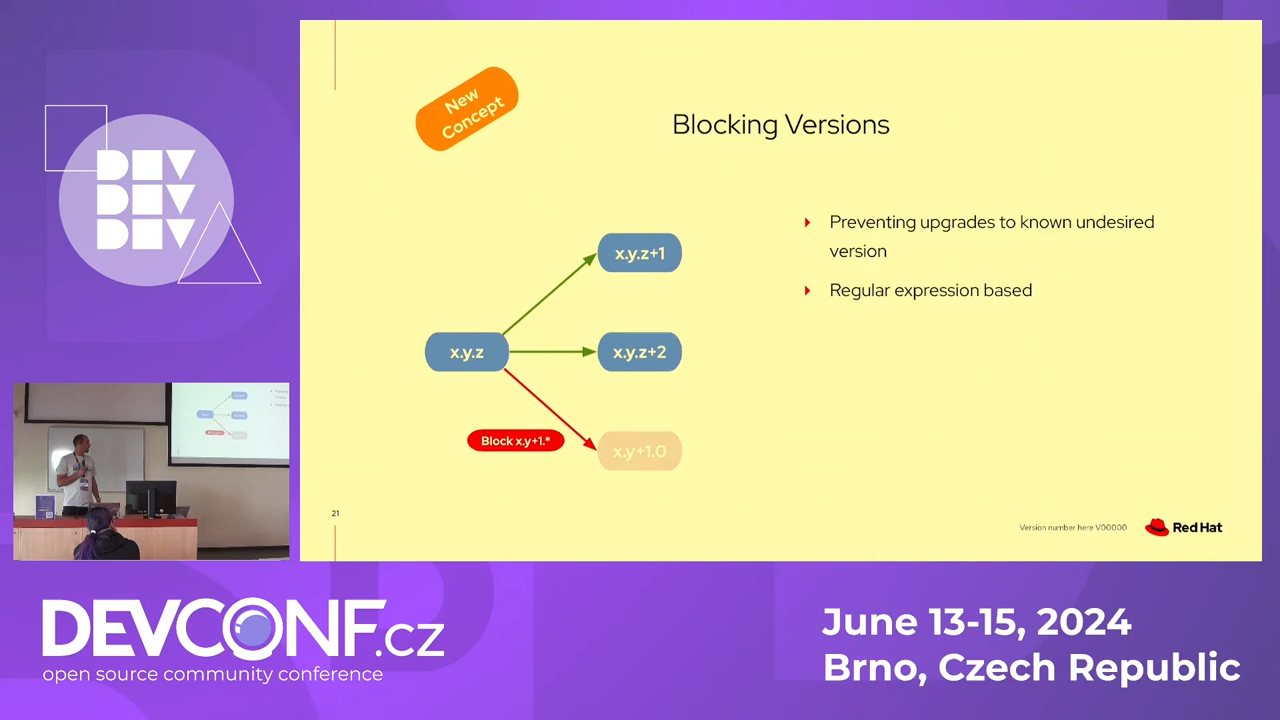 New
Concept
Blocking Versions
Preventing upgrades to known undesired
version
Regular expression based
x.y.z+1
x.y.z
x.y.z+2
Block x.y+1.*
x.y+1.0
21
Version number here V00000
Red Hat
DEV
DEV
DEV
DEVCONF.cz
open source community conference
June 13-15, 2024
Brno, Czech Republic